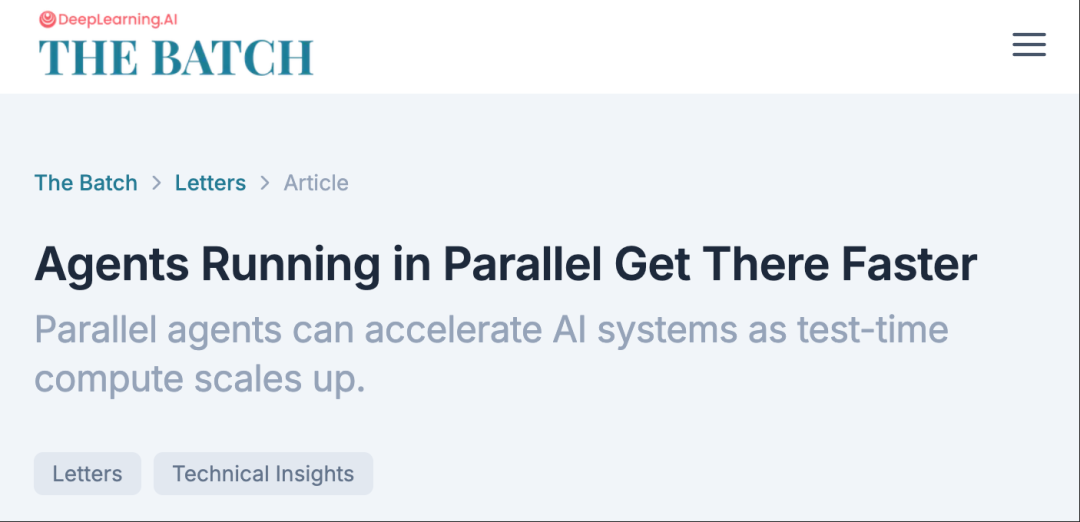 DeepLearning.AI
THE BATCH
The Batch > Letters > Article
Agents Running in Parallel Get There Faster
Parallel agents can accelerate AI systems as test-time
compute scales up.
Letters Technical Insights